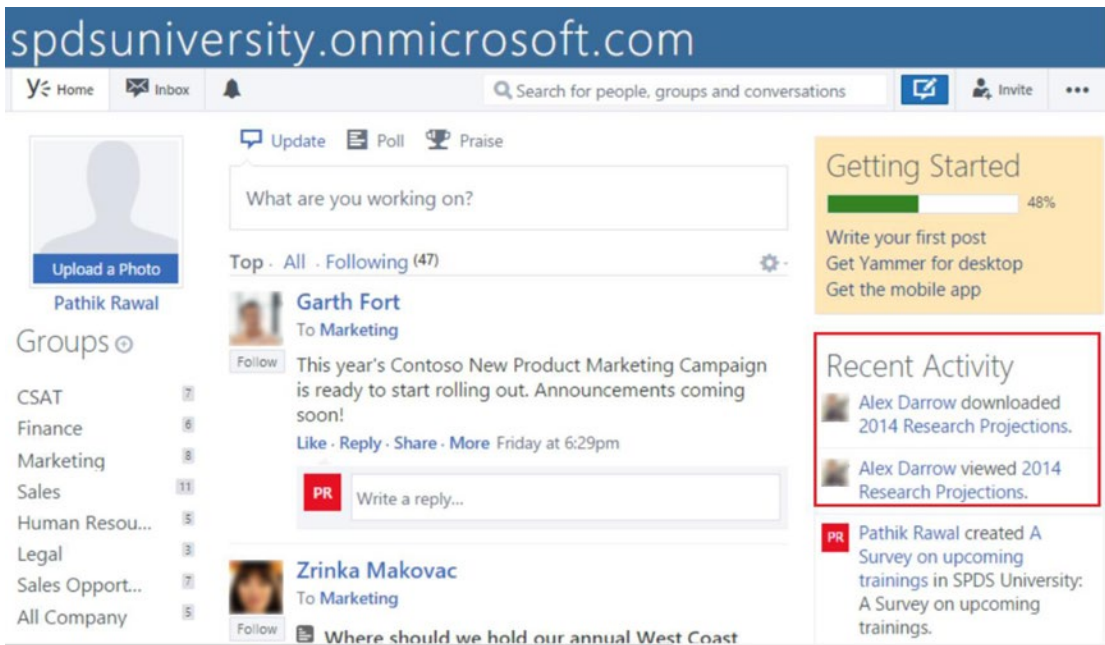 spdsuniversity.onmicrosoft.com
Home Inbox Search for people, groups and conversations Invite •••
Update Poll Praise
What are you working on?
Upload a Photo
Pathik Rawal
Groups
CSAT 7
Finance 6
Marketing 8
Sales 11
Human Resou... 5
Legal 3
Sales Opport... 7
All Company 5
Top · All · Following (47)
Garth Fort
To Marketing
Follow
This year's Contoso New Product Marketing Campaign
is ready to start rolling out. Announcements coming
soon!
Like · Reply · Share · More Friday at 6:29pm
PR Write a reply...
Zrinka Makovac
To Marketing
Follow
Where should we hold our annual West Coast
Getting Started
48%
Write your first post
Get Yammer for desktop
Get the mobile app
Recent Activity
Alex Darrow downloaded
2014 Research Projections.
Alex Darrow viewed 2014
Research Projections.
PR Pathik Rawal created A
Survey on upcoming
trainings in SPDS University:
A Survey on upcoming
trainings.